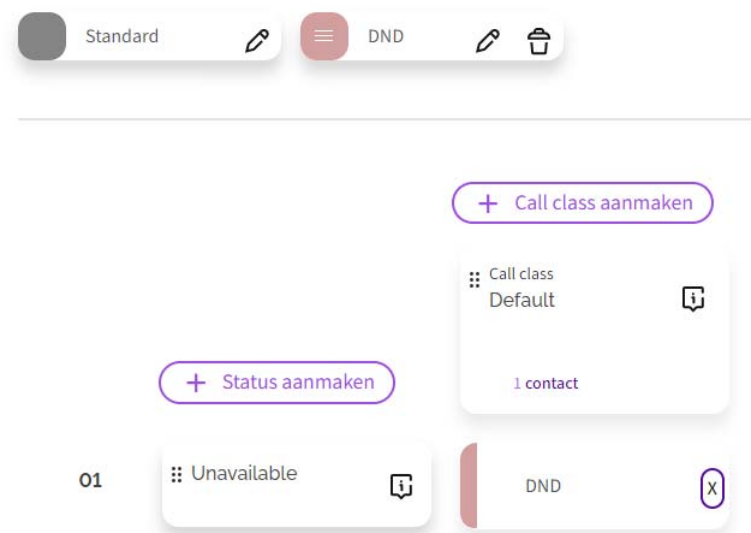 Standard
DND
+ Call class aanmaken
Call class
Default
1 contact
+ Status aanmaken
01
Unavailable
DND
X